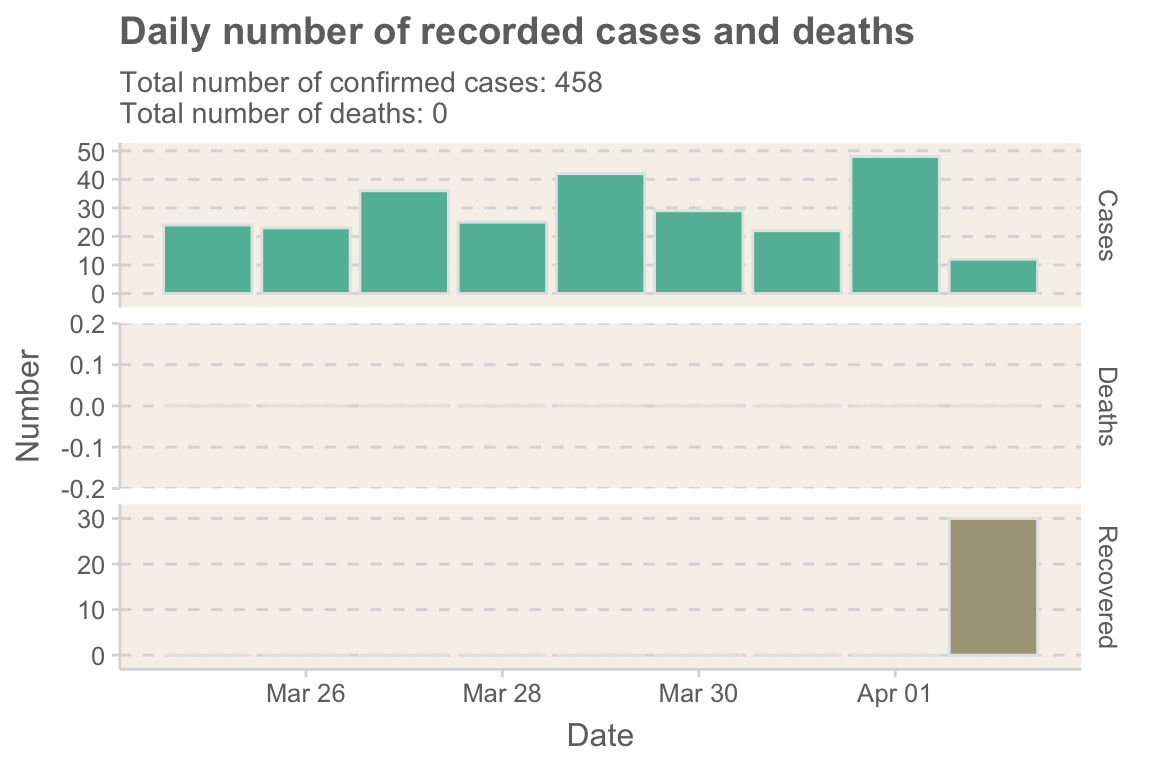 Daily number of recorded cases and deaths
Total number of confirmed cases: 458
Total number of deaths: 0
50
40
30
20
10
0
Cases
0.2
0.1
0.0
-0.1
-0.2
Deaths
Number
30
20
10
0
Recovered
Mar 26 Mar 28 Mar 30 Apr 01
Date